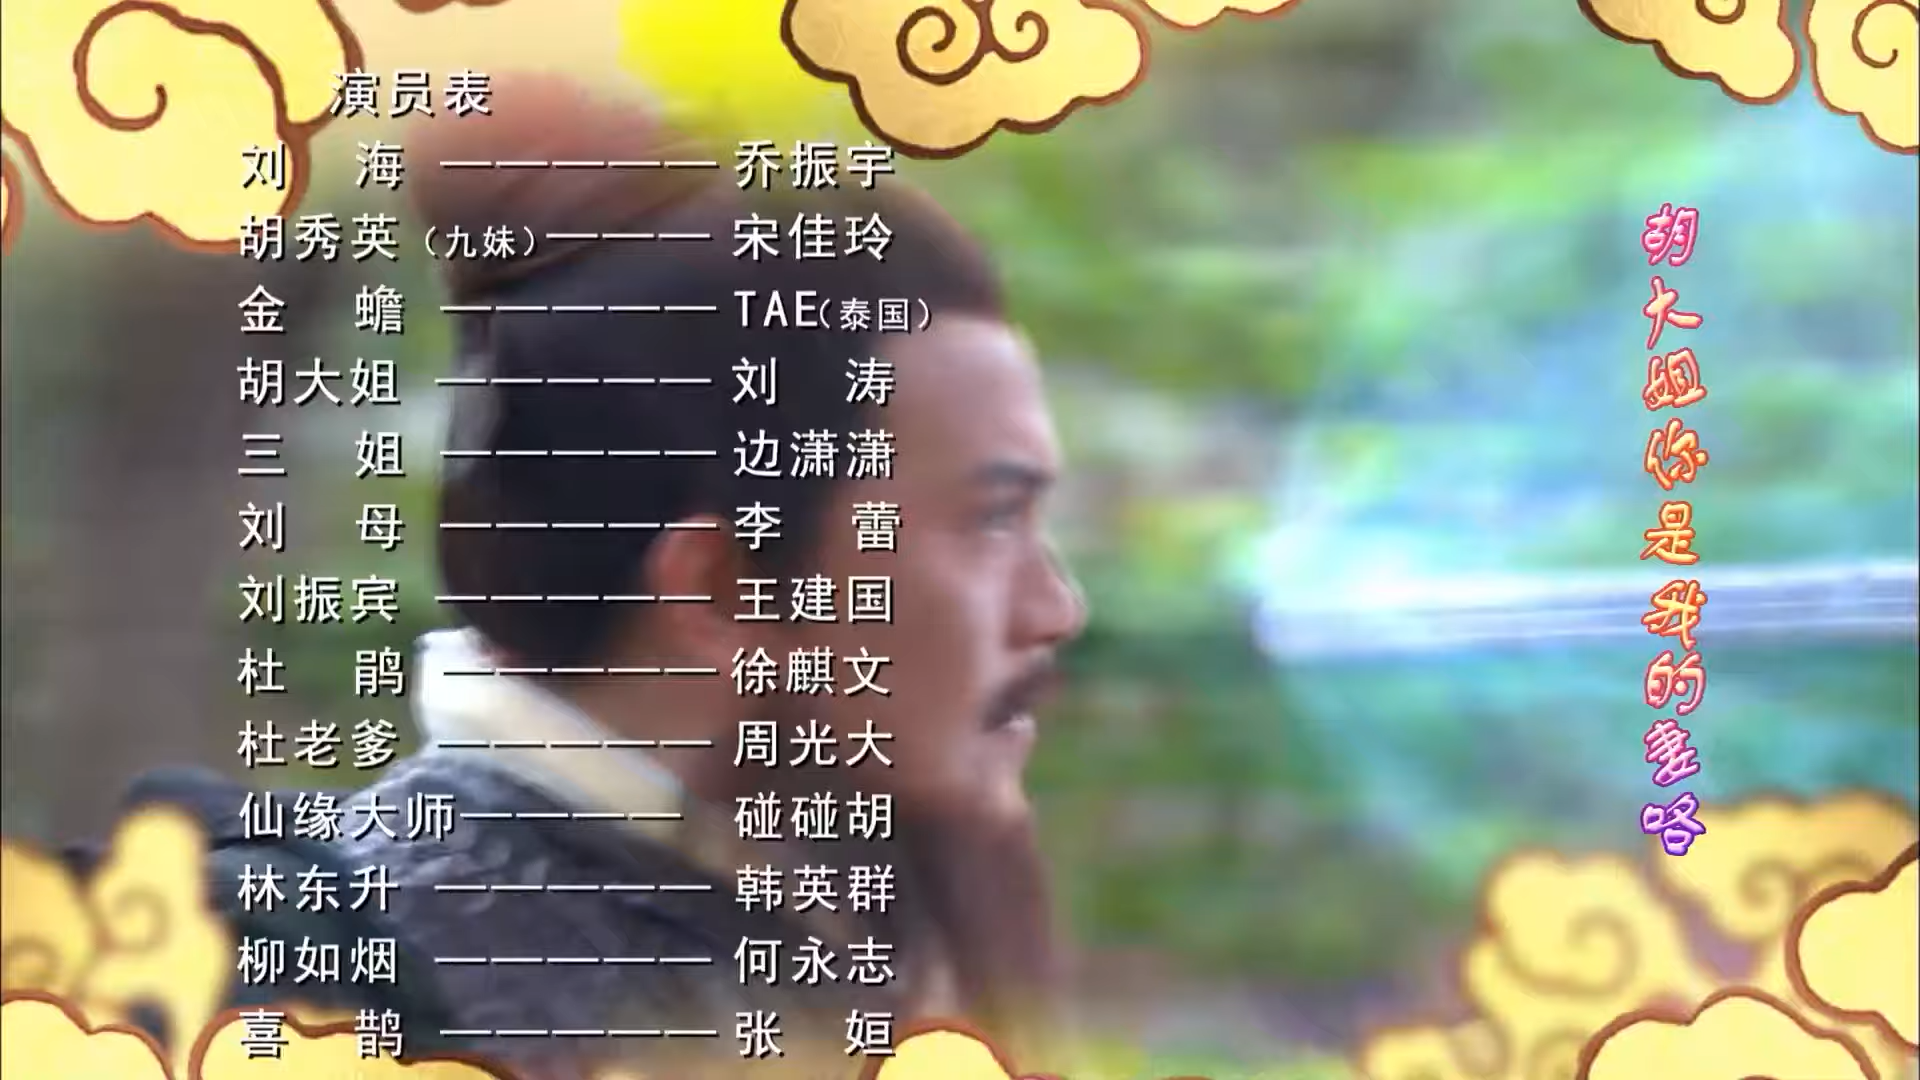 演员表
刘 海 ————— 乔振宇
胡秀英（九妹）——— 宋佳玲
金 蟾 ————— TAE（泰国）
胡大姐 ————— 刘 涛
三 姐 ————— 边潇潇
刘 母 ————— 李 蕾
刘振宾 ————— 王建国
杜 鹃 ————— 徐麒文
杜老爹 ————— 周光大
仙缘大师———— 碰碰胡
林东升 ————— 韩英群
柳如烟 ————— 何永志
喜 鹊 ————— 张 姮
胡大姐你是我的妻咯